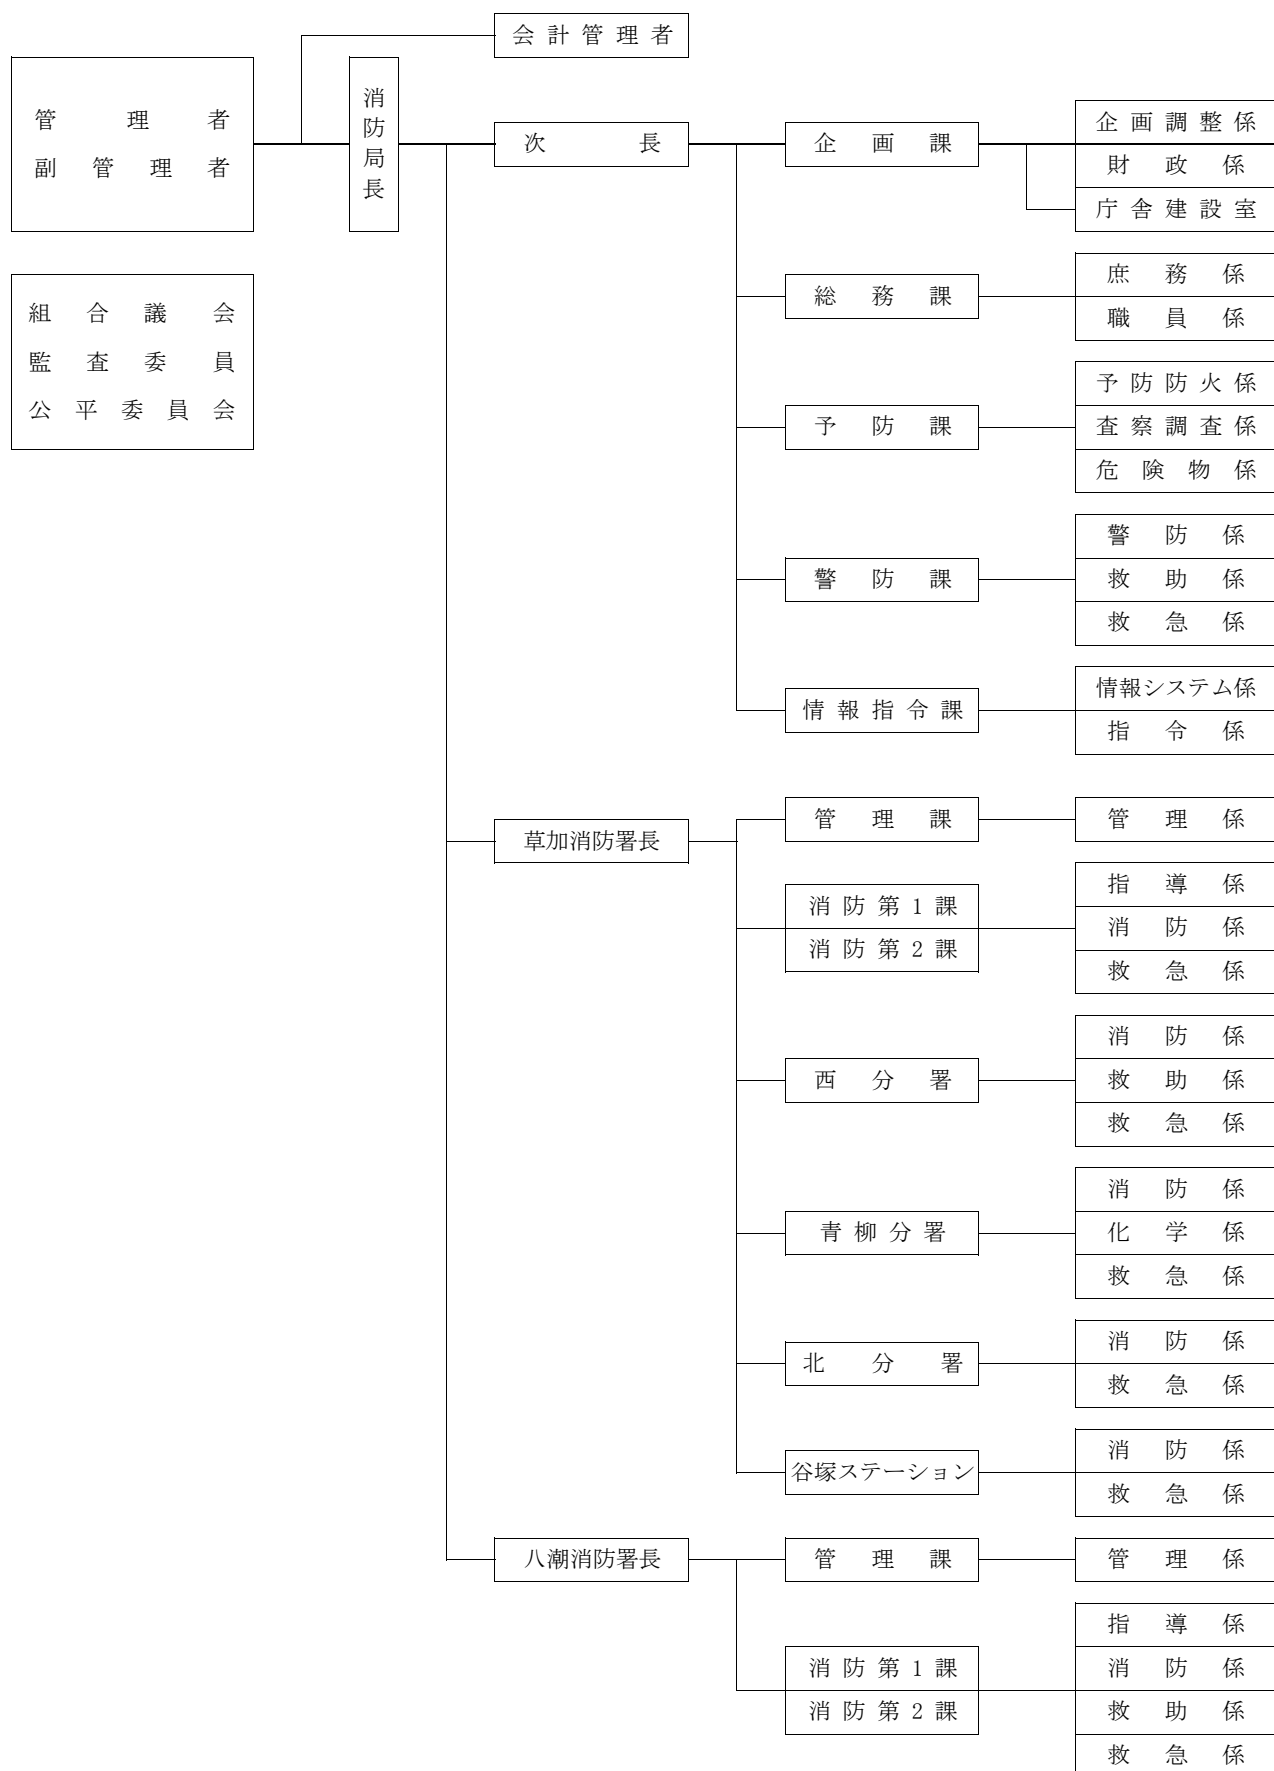 会計管理者
管理者
副管理者
消防局長
次長
企画課
企画調整係
財政係
庁舎建設室
組合議会
監査委員
公平委員会
総務課
庶務係
職員係
予防課
予防防火係
査察調査係
危険物係
警防課
警防係
救助係
救急係
情報指令課
情報システム係
指令係
草加消防署長
管理課
管理係
消防第1課
消防第2課
指導係
消防係
救急係
西分署
消防係
救助係
救急係
青柳分署
消防係
化学係
救急係
北分署
消防係
救急係
谷塚ステーション
消防係
救急係
八潮消防署長
管理課
管理係
消防第1課
消防第2課
指導係
消防係
救助係
救急係